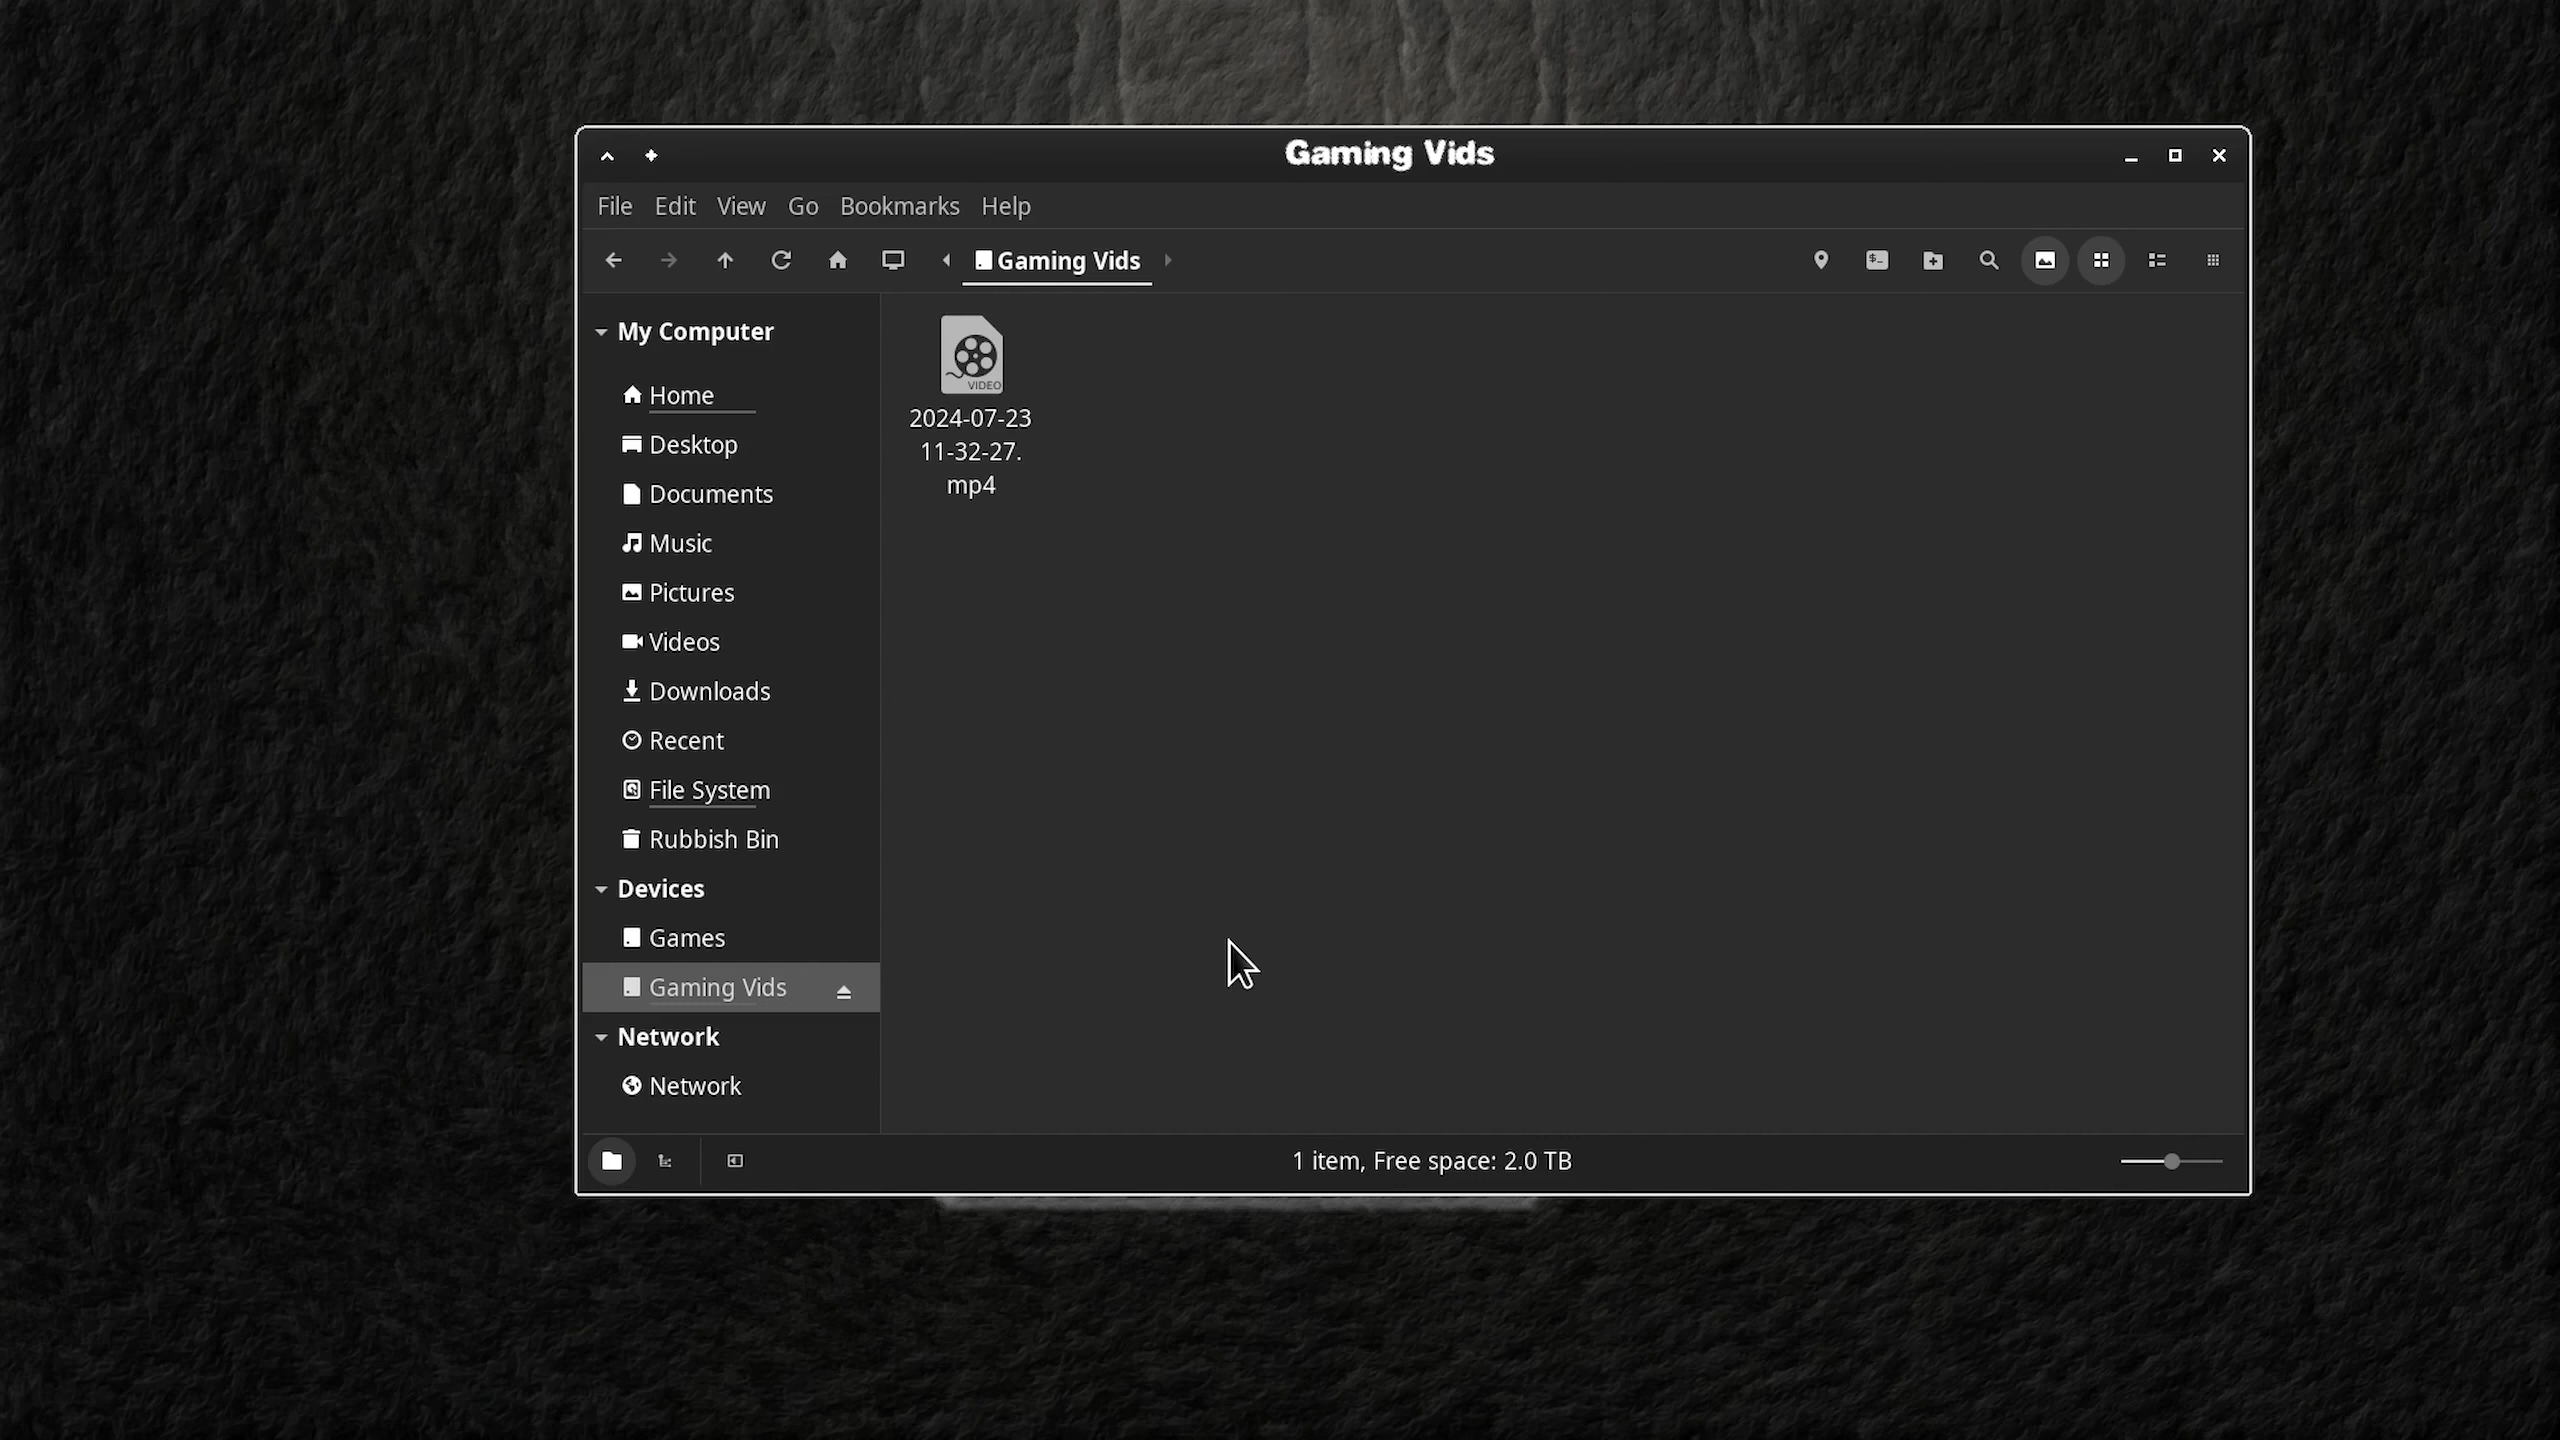 Gaming Vids
File Edit View Go Bookmarks Help
Gaming Vids
My Computer
Home
Desktop
Documents
Music
Pictures
Videos
Downloads
Recent
File System
Rubbish Bin
Devices
Games
Gaming Vids
Network
Network
VIDEO
2024-07-23
11-32-27.
mp4
1 item, Free space: 2.0 TB